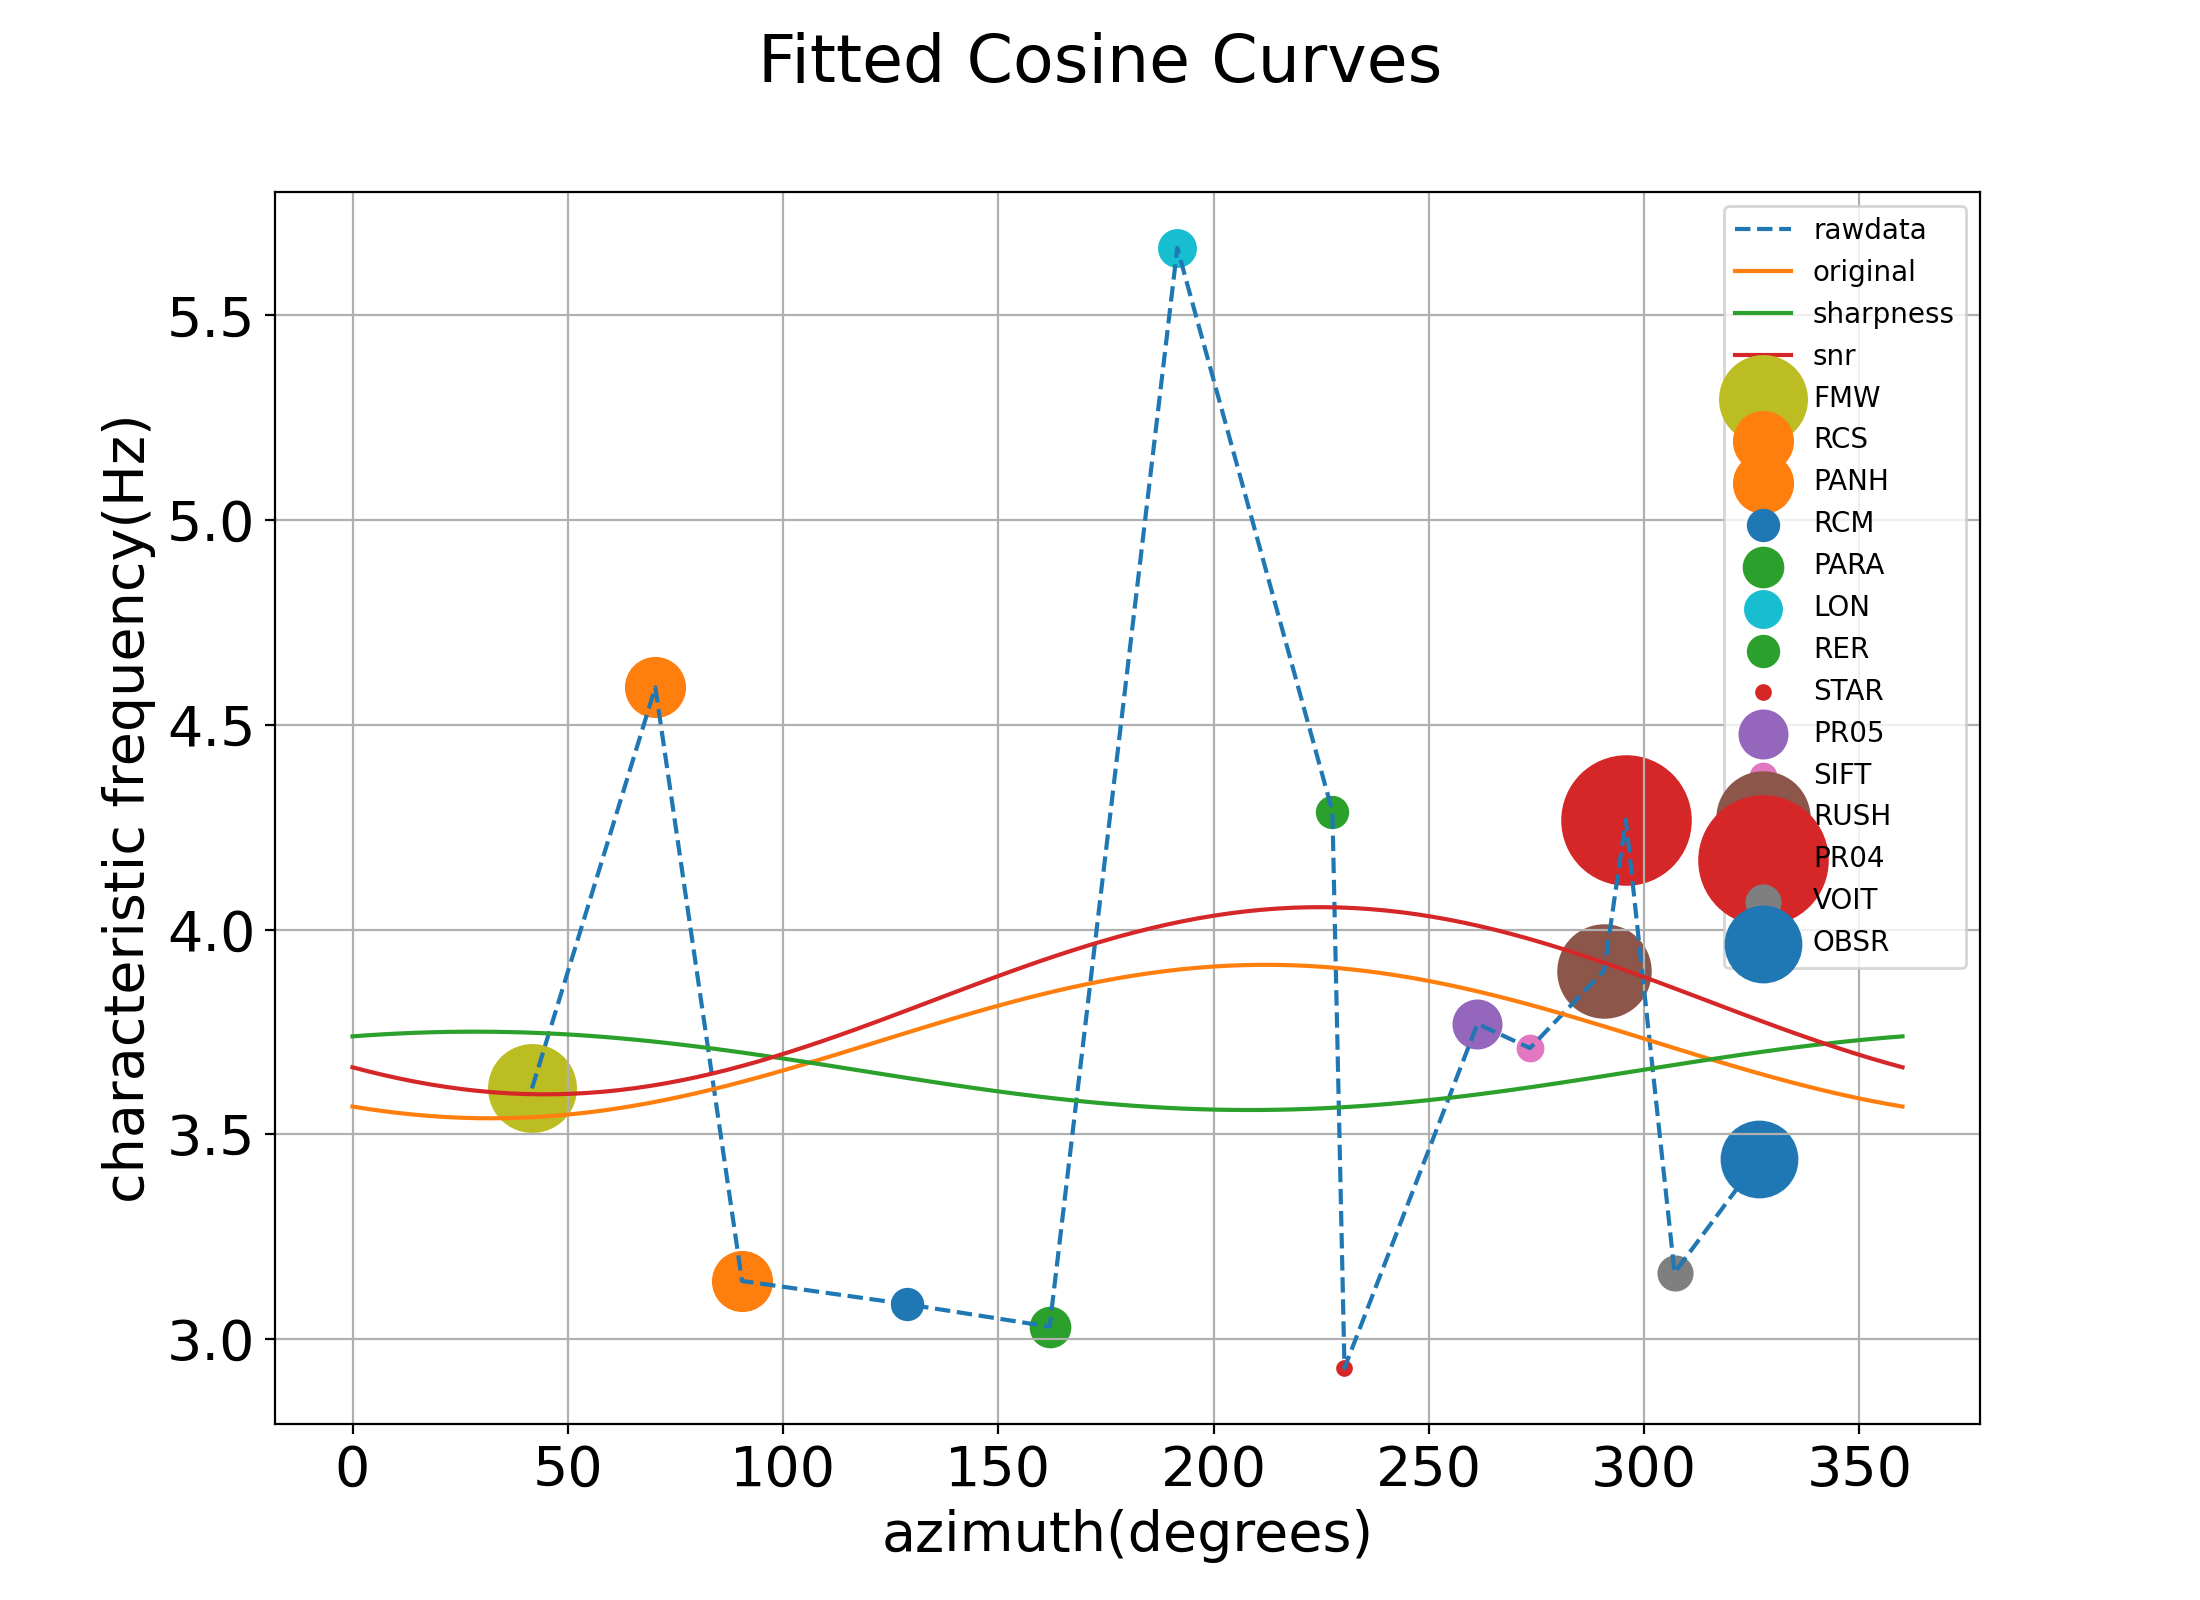 Fitted Cosine Curves
characteristic frequency(Hz)
5.5
5.0
4.5
4.0
3.5
3.0
0 50 100 150 200 250 300 350
azimuth(degrees)
rawdata
original
sharpness
snr
FMW
RCS
PANH
RCM
PARA
LON
RER
STAR
PR05
SIFT
RUSH
PR04
VOIT
OBSR